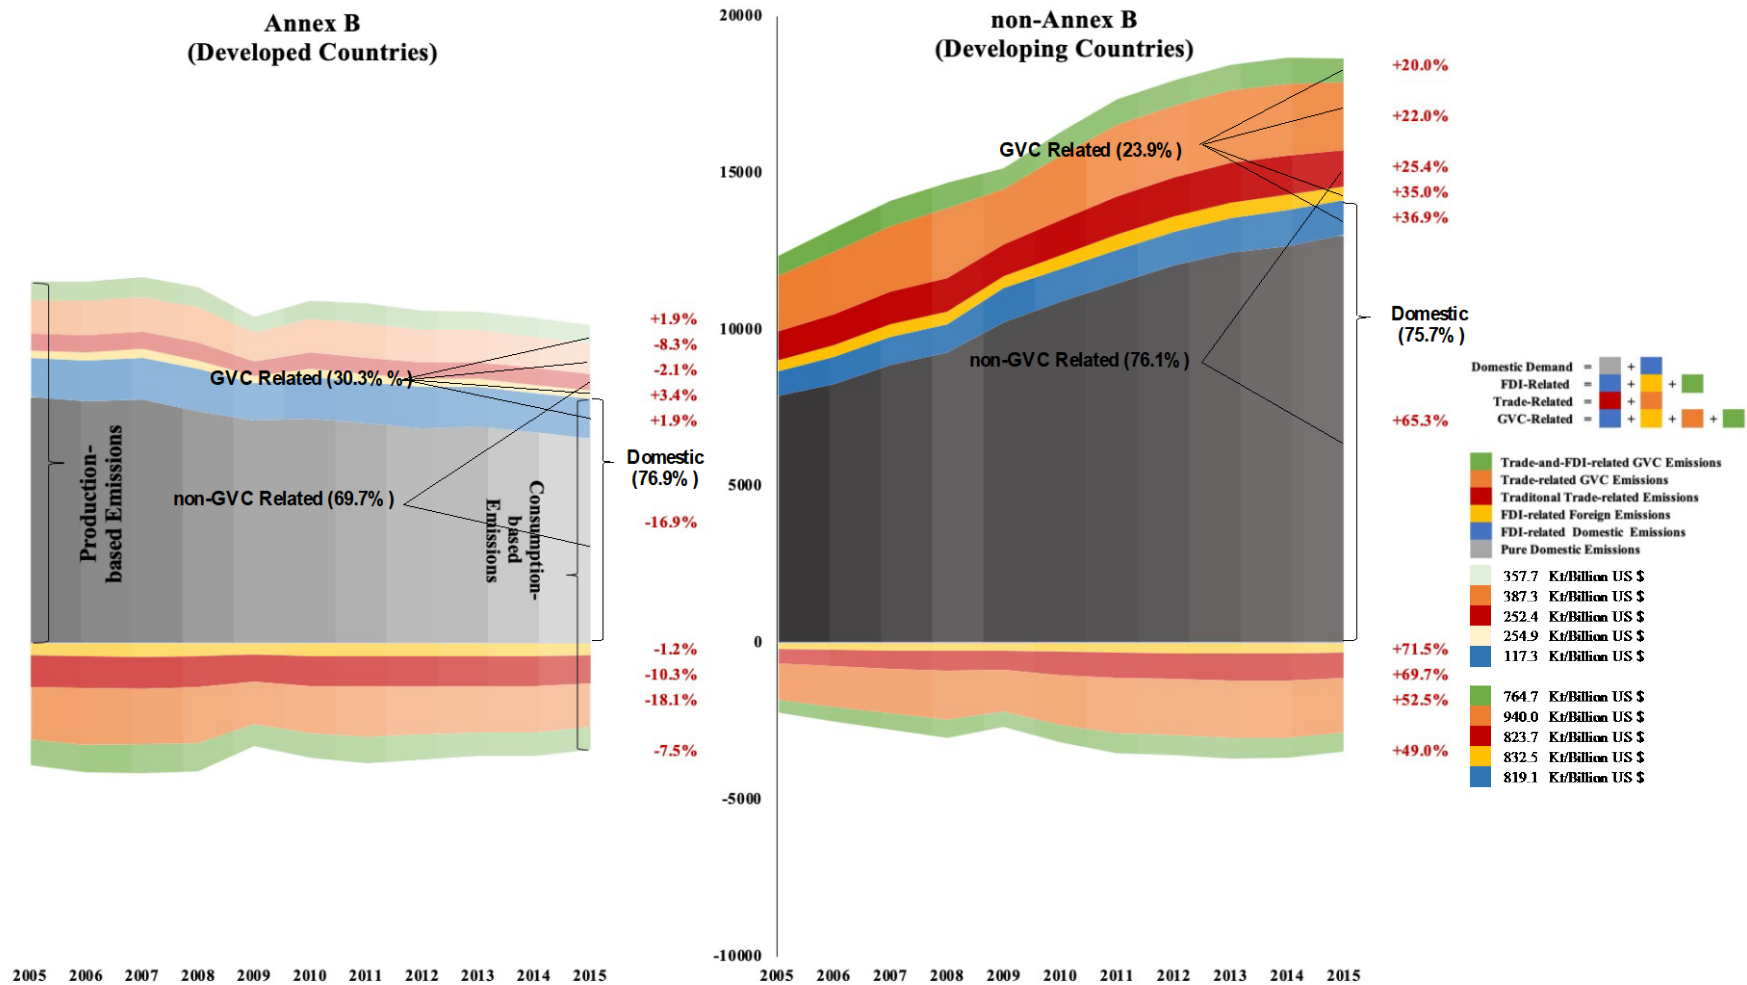 Annex B
(Developed Countries)
non-Annex B
(Developing Countries)
20000
15000
10000
5000
0
-5000
-10000
GVC Related (30.3% %)
non-GVC Related (69.7% )
Production-
based Emissions
Consumption-
based
Emissions
+1.9%
-8.3%
-2.1%
+3.4%
+1.9%
Domestic
(76.9% )
-16.9%
-1.2%
-10.3%
-18.1%
-7.5%
2005 2006 2007 2008 2009 2010 2011 2012 2013 2014 2015
GVC Related (23.9% )
non-GVC Related (76.1% )
+20.0%
+22.0%
+25.4%
+35.0%
+36.9%
Domestic
(75.7% )
+65.3%
+71.5%
+69.7%
+52.5%
+49.0%
2005 2006 2007 2008 2009 2010 2011 2012 2013 2014 2015
Domestic Demand = +
FDI-Related = + +
Trade-Related = +
GVC-Related = + + +
Trade-and-FDI-related GVC Emissions
Trade-related GVC Emissions
Traditonal Trade-related Emissions
FDI-related Foreign Emissions
FDI-related Domestic Emissions
Pure Domestic Emissions
357.7 Kt/Billion US $
387.3 Kt/Billion US $
252.4 Kt/Billion US $
254.9 Kt/Billion US $
117.3 Kt/Billion US $
764.7 Kt/Billion US $
940.0 Kt/Billion US $
823.7 Kt/Billion US $
832.5 Kt/Billion US $
819.1 Kt/Billion US $